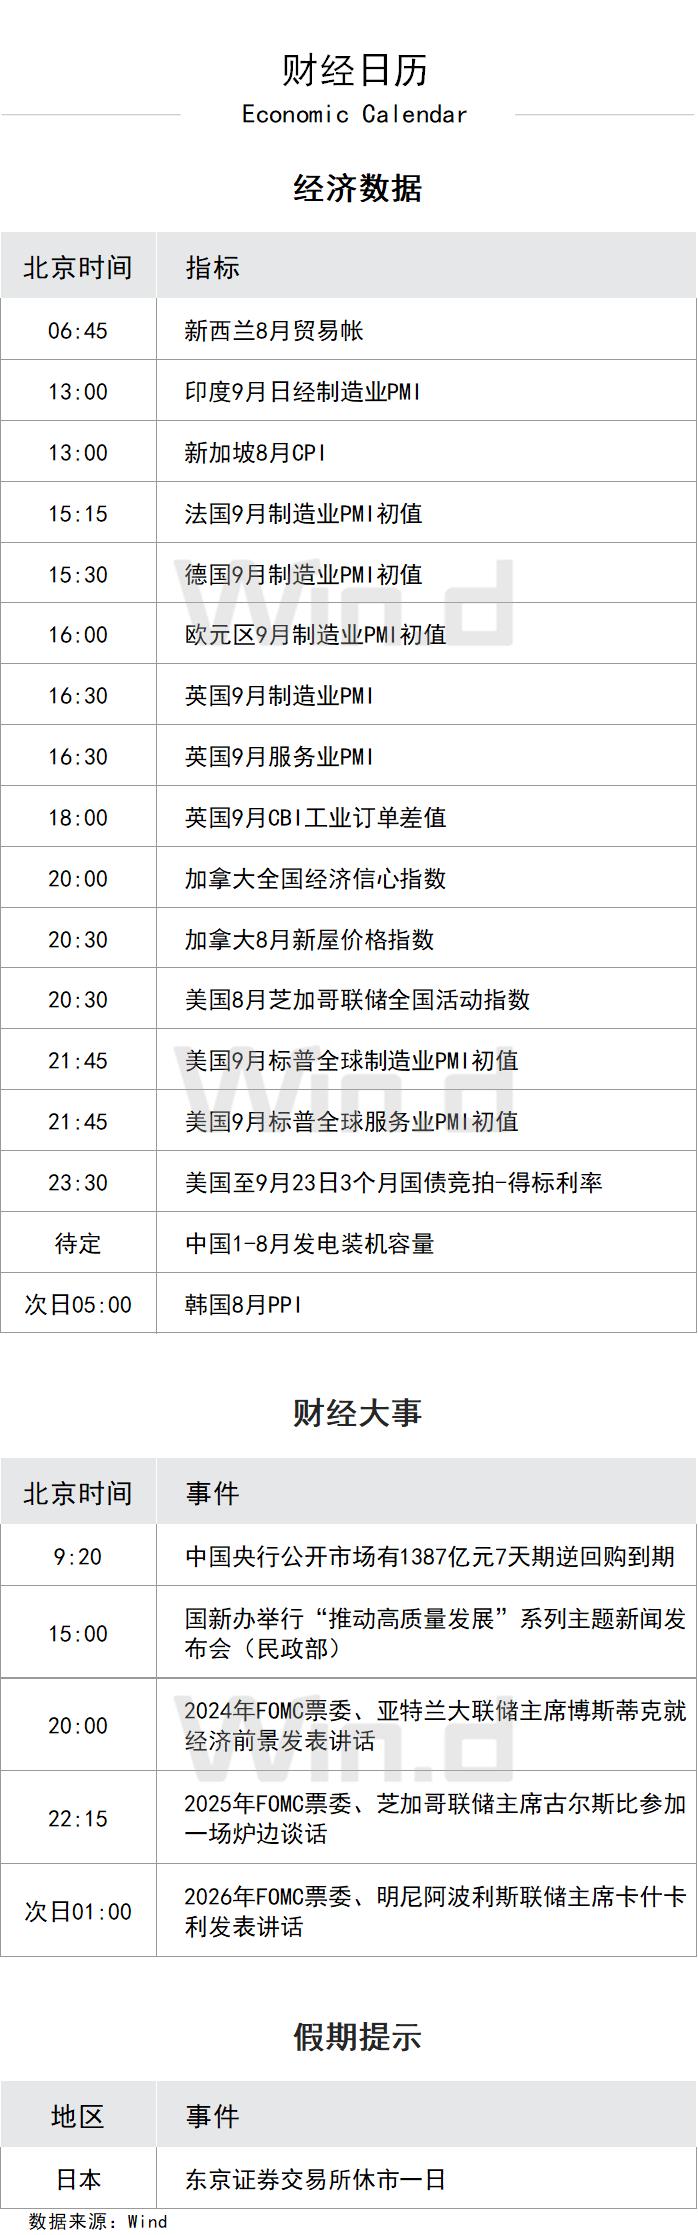 财经日历
Economic Calendar
经济数据
北京时间 指标
06:45 新西兰8月贸易帐
13:00 印度9月日经制造业PMI
13:00 新加坡8月CPI
15:15 法国9月制造业PMI初值
15:30 德国9月制造业PMI初值
16:00 欧元区9月制造业PMI初值
16:30 英国9月制造业PMI
16:30 英国9月服务业PMI
18:00 英国9月CBI工业订单差值
20:00 加拿大全国经济信心指数
20:30 加拿大8月新屋价格指数
20:30 美国8月芝加哥联储全国活动指数
21:45 美国9月标普全球制造业PMI初值
21:45 美国9月标普全球服务业PMI初值
23:30 美国至9月23日3个月国债竞拍-得标利率
待定 中国1-8月发电装机容量
次日05:00 韩国8月PPI
财经大事
北京时间 事件
9:20 中国央行公开市场有1387亿元7天期逆回购到期
15:00 国新办举行“推动高质量发展”系列主题新闻发
布会（民政部）
20:00 2024年FOMC票委、亚特兰大联储主席博斯蒂克就
经济前景发表讲话
22:15 2025年FOMC票委、芝加哥联储主席古尔斯比参加
一场炉边谈话
次日01:00 2026年FOMC票委、明尼阿波利斯联储主席卡什卡
利发表讲话
假期提示
地区 事件
日本 东京证券交易所休市一日
数据来源：Wind
Win.d
Win.d
Win.d